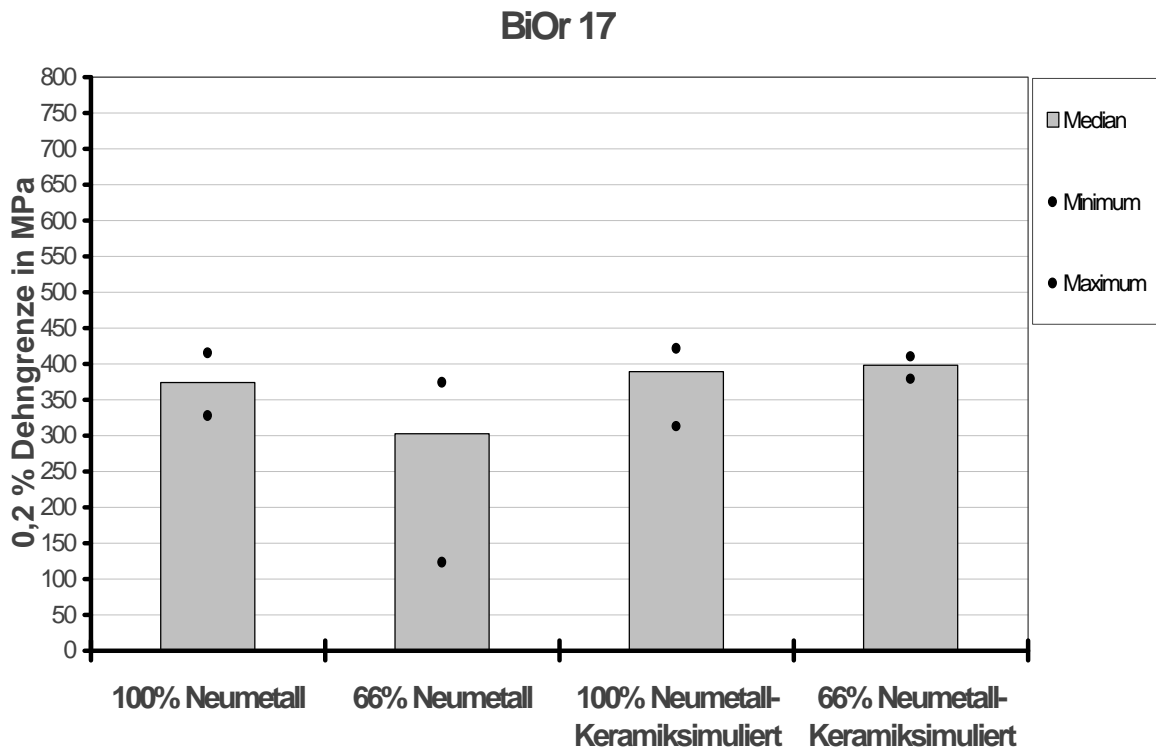 BiOr 17
0,2 % Dehngrenze in MPa
800
750
700
650
600
550
500
450
400
350
300
250
200
150
100
50
0
100% Neumetall
66% Neumetall
100% Neumetall-
Keramiksimuliert
66% Neumetall-
Keramiksimuliert
Median
Minimum
Maximum